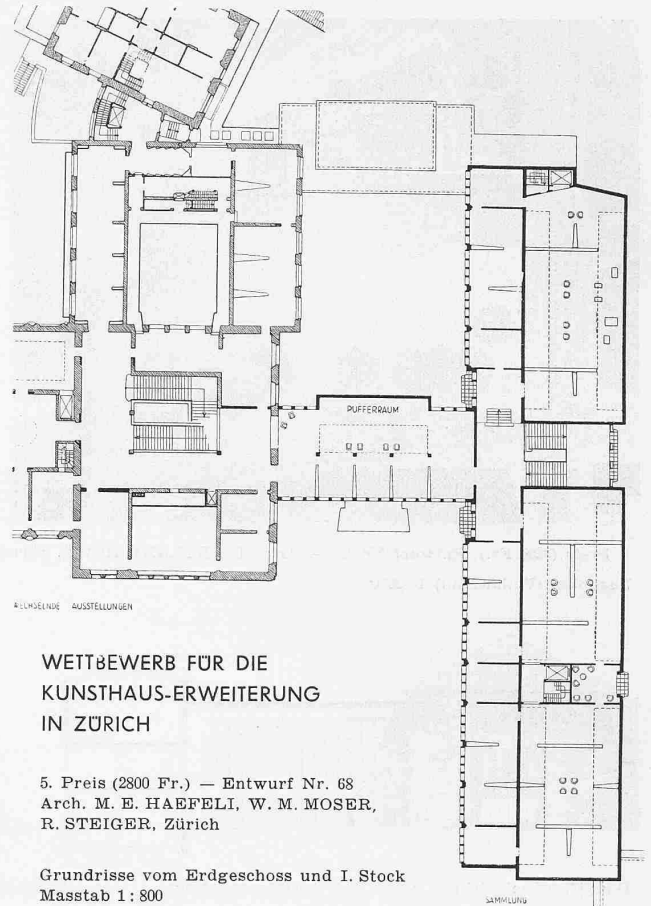 PUFFERRAUM
WECHSELNDE AUSSTELLUNGEN
WETTBEWERB FÜR DIE
KUNSTHAUS-ERWEITERUNG
IN ZÜRICH
5. Preis (2800 Fr.) — Entwurf Nr. 68
Arch. M. E. HAEFELI, W. M. MOSER,
R. STEIGER, Zürich
Grundrisse vom Erdgeschoss und I. Stock
Masstab 1 : 800
SAMMLUNG